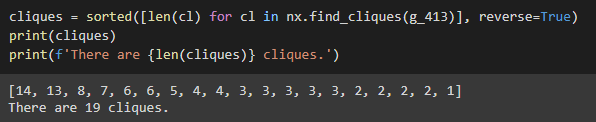 cliques = sorted([len(cl) for cl in nx.find_cliques(g_413)], reverse=True)
print(cliques)
print(f'There are {len(cliques)} cliques.')
[14, 13, 8, 7, 6, 6, 5, 4, 4, 3, 3, 3, 3, 3, 2, 2, 2, 2, 1]
There are 19 cliques.